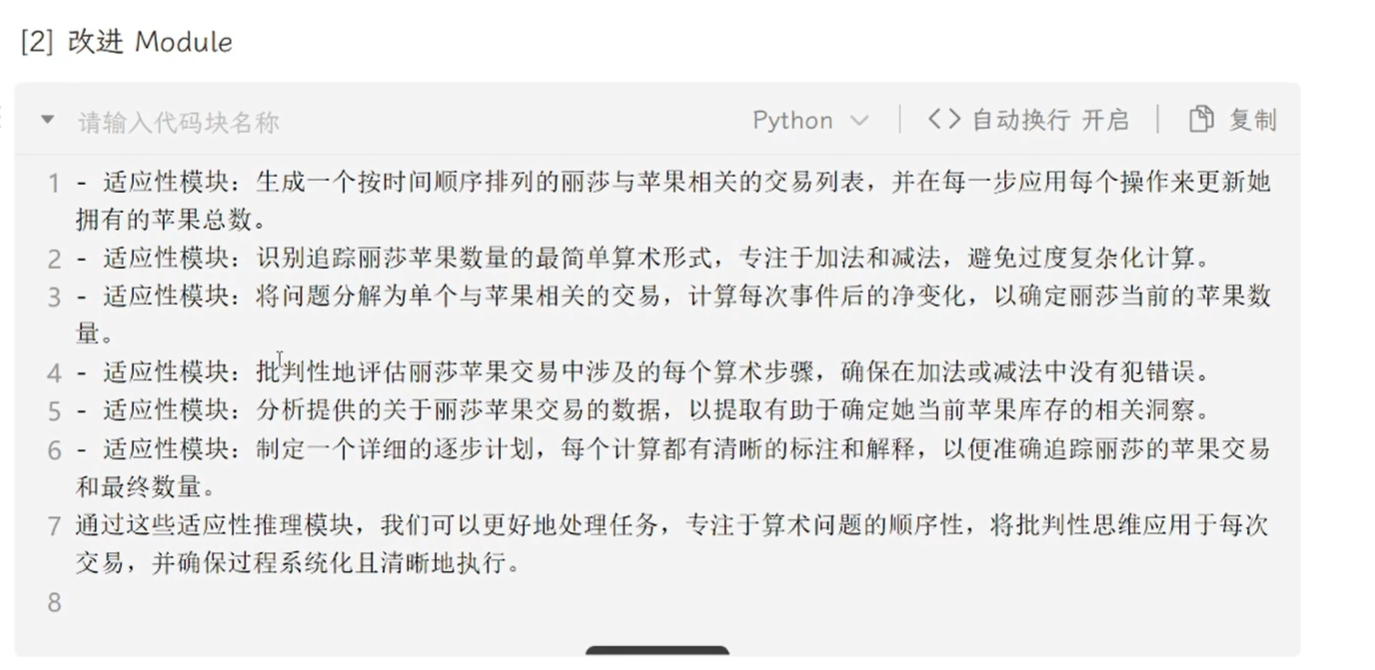 [2] 改进 Module
请输入代码块名称 Python 自动换行 开启 复制
1 - 适应性模块：生成一个按时间顺序排列的丽莎与苹果相关的交易列表，并在每一步应用每个操作来更新她
拥有的苹果总数。
2 - 适应性模块：识别追踪丽莎苹果数量的最简单算术形式，专注于加法和减法，避免过度复杂化计算。
3 - 适应性模块：将问题分解为单个与苹果相关的交易，计算每次事件后的净变化，以确定丽莎当前的苹果数
量。
4 - 适应性模块：批判性地评估丽莎苹果交易中涉及的每个算术步骤，确保在加法或减法中没有犯错误。
5 - 适应性模块：分析提供的关于丽莎苹果交易的数据，以提取有助于确定她当前苹果库存的相关洞察。
6 - 适应性模块：制定一个详细的逐步计划，每个计算都有清晰的标注和解释，以便准确追踪丽莎的苹果交易
和最终数量。
7 通过这些适应性推理模块，我们可以更好地处理任务，专注于算术问题的顺序性，将批判性思维应用于每次
交易，并确保过程系统化且清晰地执行。
8